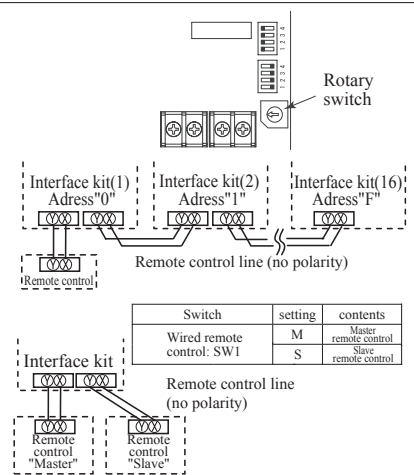 1 2 3 4
1 2 3 4
Rotary
switch
Interface kit(1)
Adress"0"
Interface kit(2)
Adress"1"
Interface kit(16)
Adress"F"
Remote control
Remote control line (no polarity)
Switch setting contents
Wired remote control: SW1 M Master remote control
S Slave remote control
Interface kit
Remote control line
(no polarity)
Remote
control
"Master"
Remote
control
"Slave"